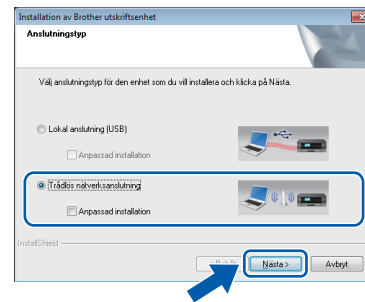 Installation av Brother utskriftsenhet
Anslutningstyp
Välj anslutningstyp för den enhet som du vill installera och klicka på Nästa.
Lokal anslutning (USB)
Anpassad installation
Trådlös nätverksanslutning
Anpassad installation
InstallShield
Nästa > Avbryt